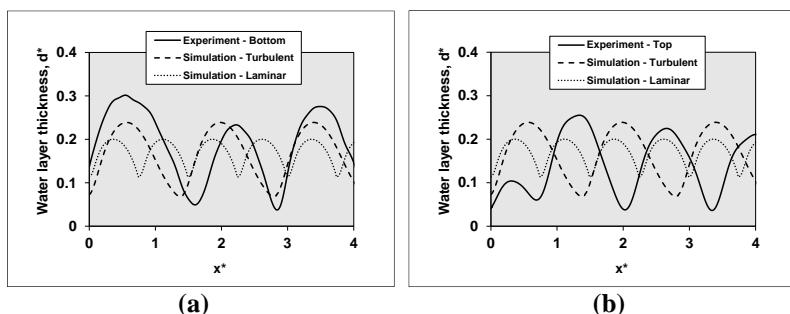 0.4
0.3
0.2
0.1
0
0 1 2 3 4
Water layer thickness, d*
x*
Experiment - Bottom
Simulation - Turbulent
Simulation - Laminar
(a)
0.4
0.3
0.2
0.1
0
0 1 2 3 4
Water layer thickness, d*
x*
Experiment - Top
Simulation - Turbulent
Simulation - Laminar
(b)